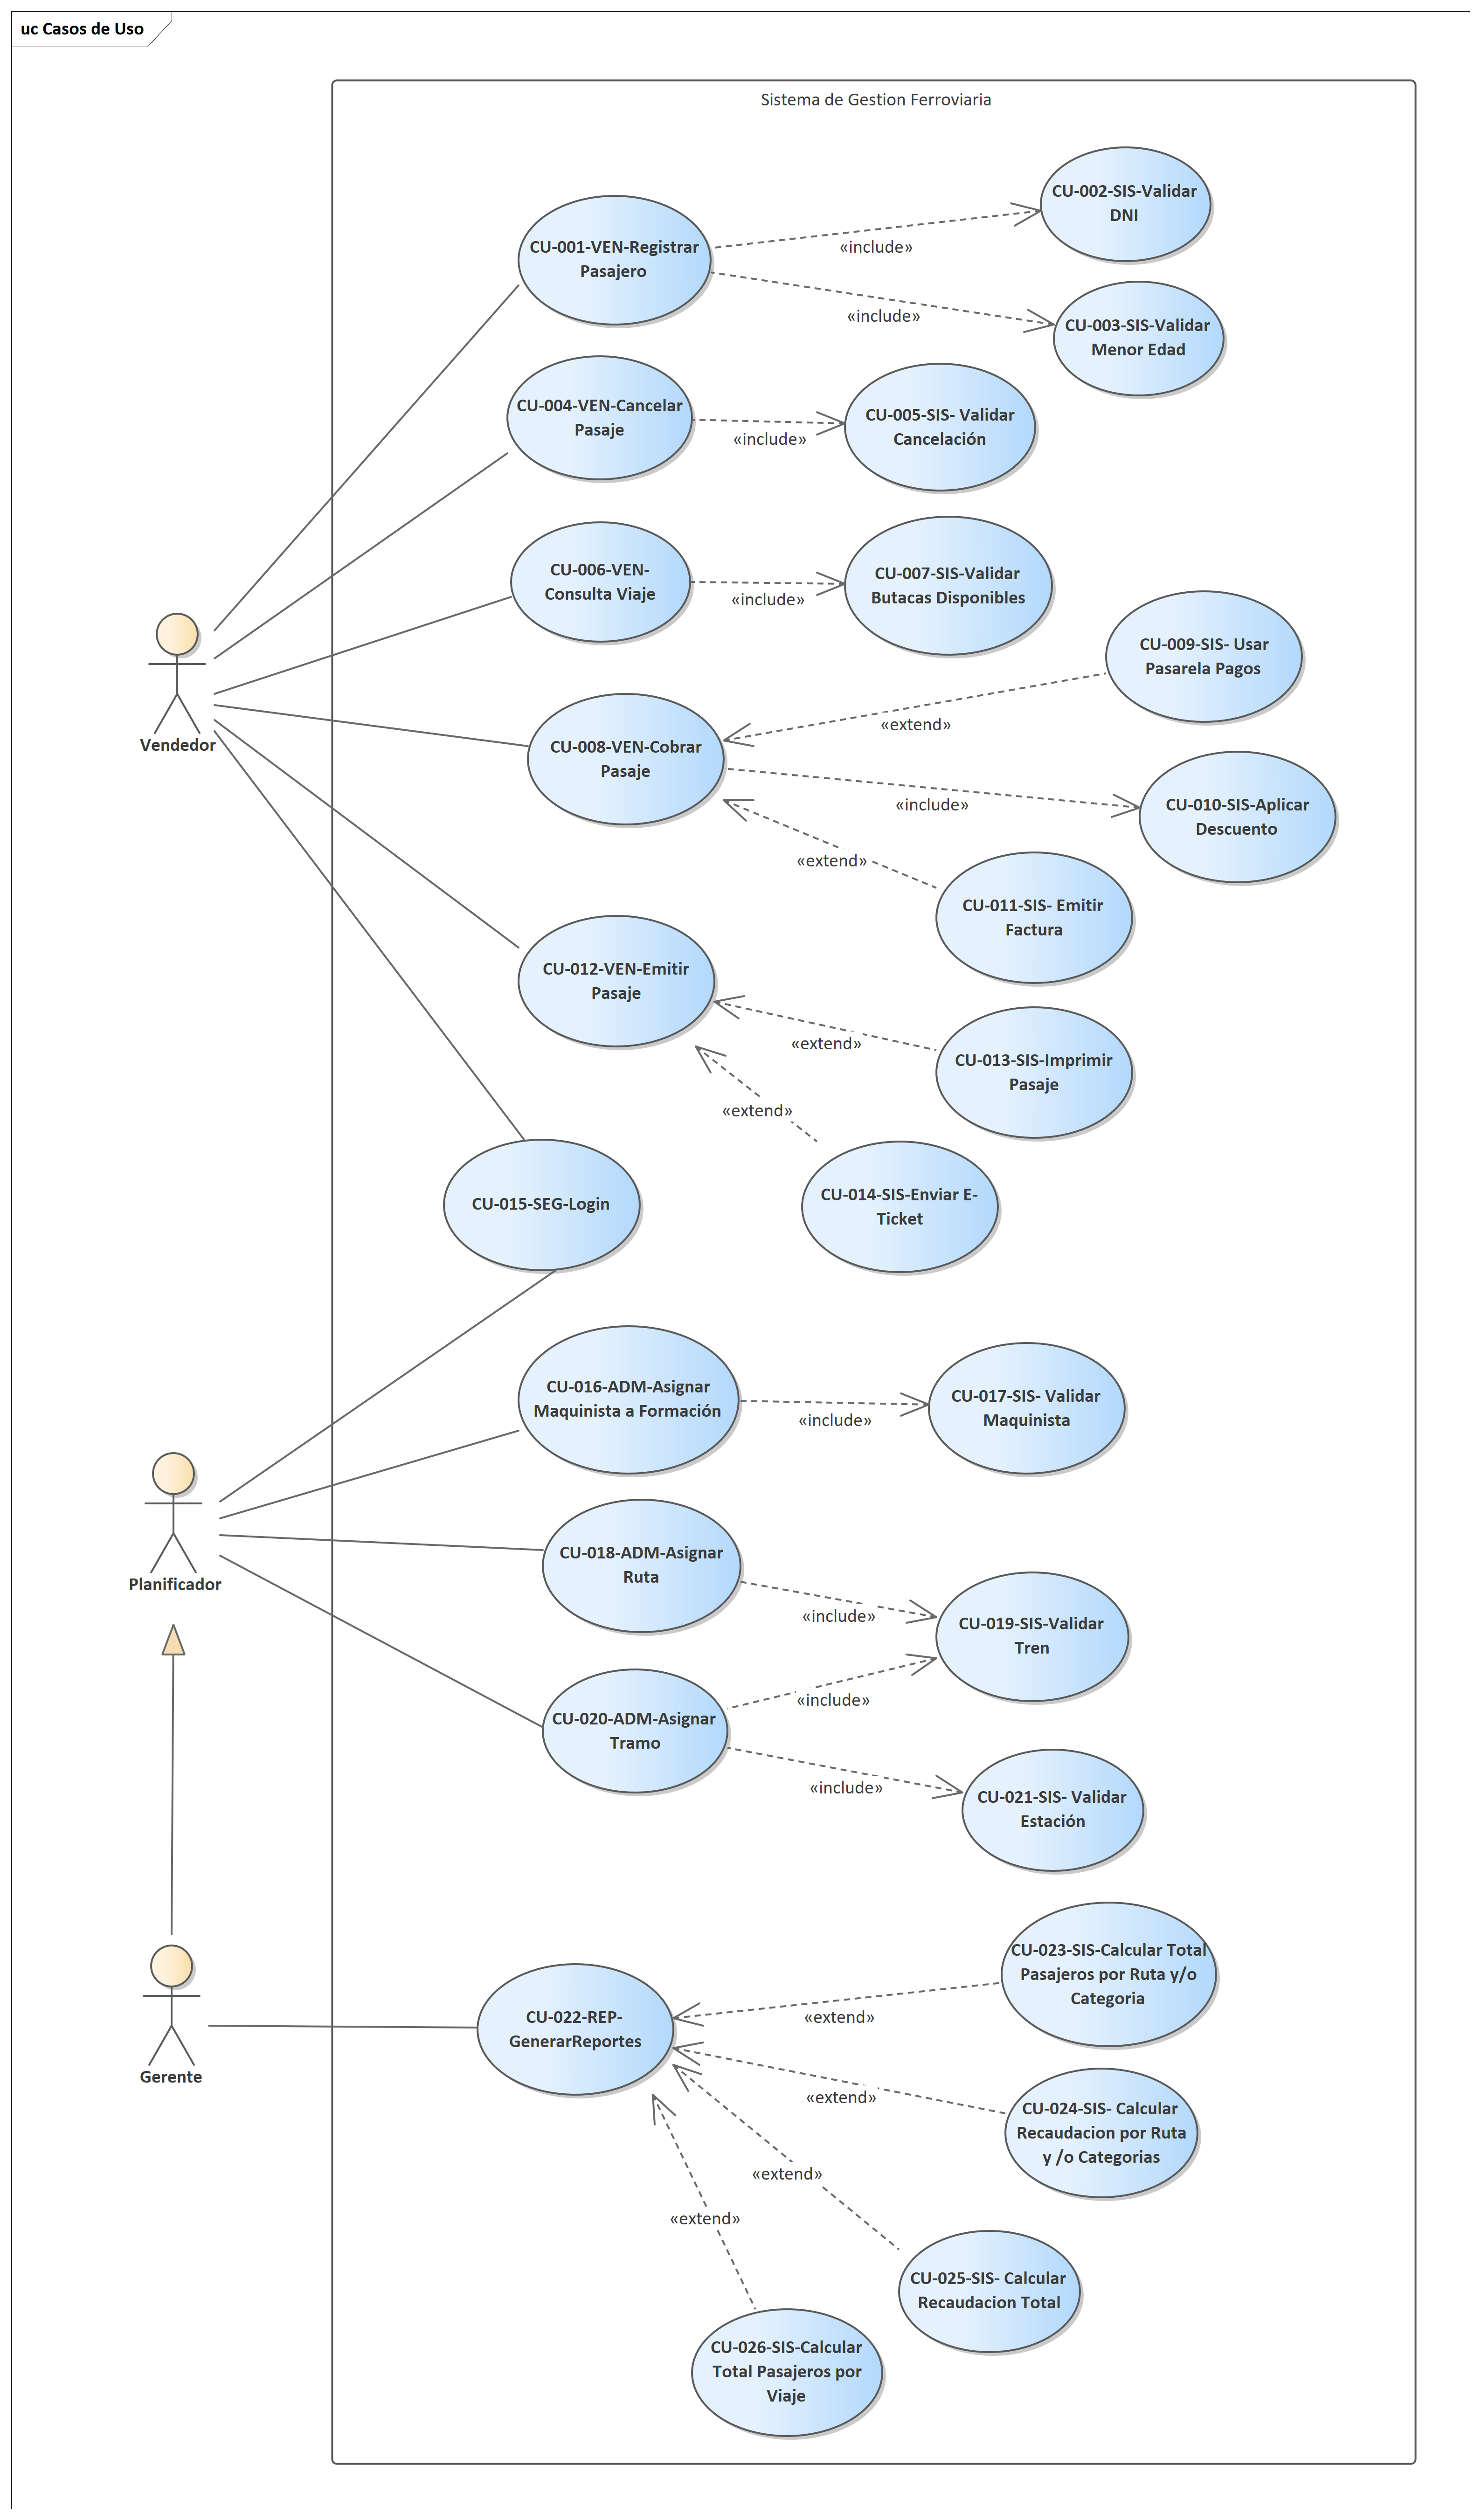 uc Casos de Uso
Sistema de Gestion Ferroviaria
CU-002-SIS-Validar
DNI
CU-001-VEN-Registrar
Pasajero
«include»
«include»
CU-003-SIS-Validar
Menor Edad
CU-004-VEN-Cancelar
Pasaje
«include»
CU-005-SIS- Validar
Cancelación
CU-006-VEN-
Consulta Viaje
«include»
CU-007-SIS-Validar
Butacas Disponibles
CU-009-SIS- Usar
Pasarela Pagos
«extend»
Vendedor
CU-008-VEN-Cobrar
Pasaje
«include»
CU-010-SIS-Aplicar
Descuento
«extend»
CU-011-SIS- Emitir
Factura
CU-012-VEN-Emitir
Pasaje
«extend»
CU-013-SIS-Imprimir
Pasaje
«extend»
CU-014-SIS-Enviar E-
Ticket
CU-015-SEG-Login
CU-016-ADM-Asignar
Maquinista a Formación
«include»
CU-017-SIS- Validar
Maquinista
Planificador
CU-018-ADM-Asignar
Ruta
«include»
CU-019-SIS-Validar
Tren
«include»
CU-020-ADM-Asignar
Tramo
«include»
CU-021-SIS- Validar
Estación
CU-023-SIS-Calcular Total
Pasajeros por Ruta y/o
Categoria
«extend»
CU-022-REP-
GenerarReportes
Gerente
«extend»
CU-024-SIS- Calcular
Recaudacion por Ruta
y /o Categorias
«extend»
«extend»
CU-025-SIS- Calcular
Recaudacion Total
CU-026-SIS-Calcular
Total Pasajeros por
Viaje